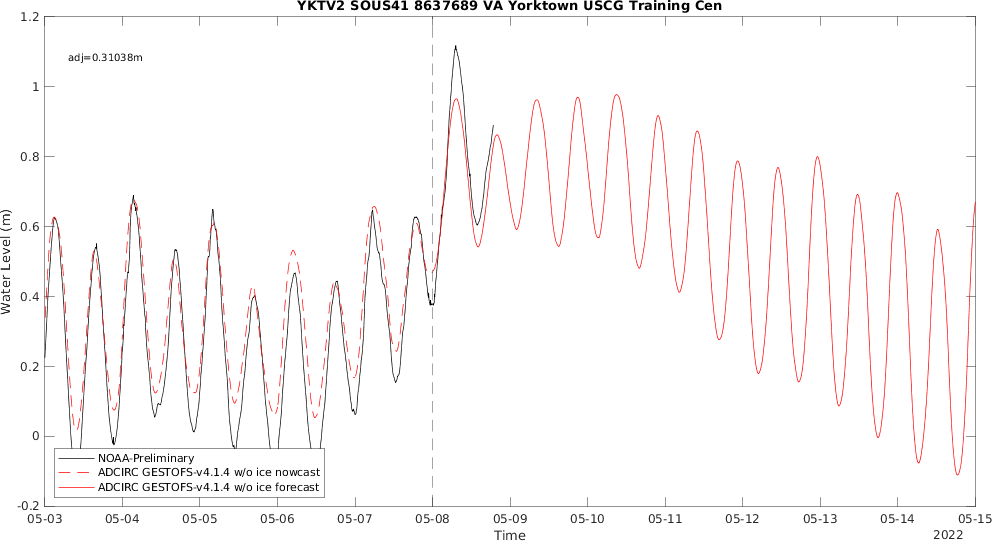 YKTV2 SOUS41 8637689 VA Yorktown USCG Training Cen
adj=0.31038m
1.2
1
0.8
0.6
0.4
0.2
0
-0.2
Water Level (m)
NOAA-Preliminary
ADCIRC GESTOFS-v4.1.4 w/o ice nowcast
ADCIRC GESTOFS-v4.1.4 w/o ice forecast
05-03 05-04 05-05 05-06 05-07 05-08 05-09 05-10 05-11 05-12 05-13 05-14 05-15
Time
2022